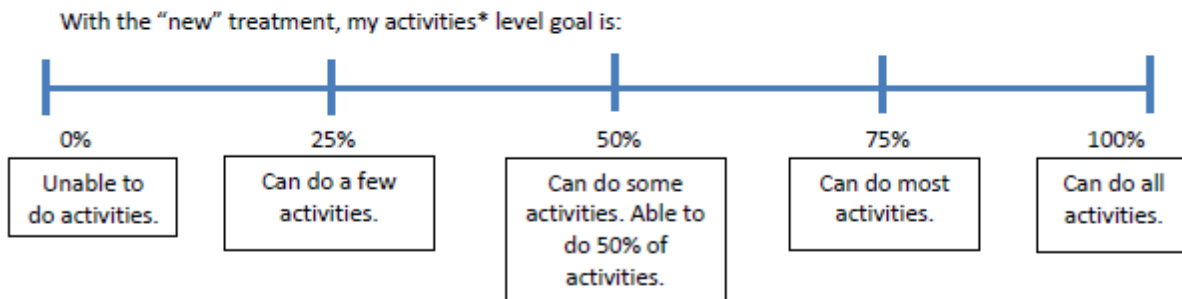 With the “new” treatment, my activities* level goal is:
0% 25% 50% 75% 100%
Unable to
do activities.
Can do a few
activities.
Can do some
activities. Able to
do 50% of
activities.
Can do most
activities.
Can do all
activities.